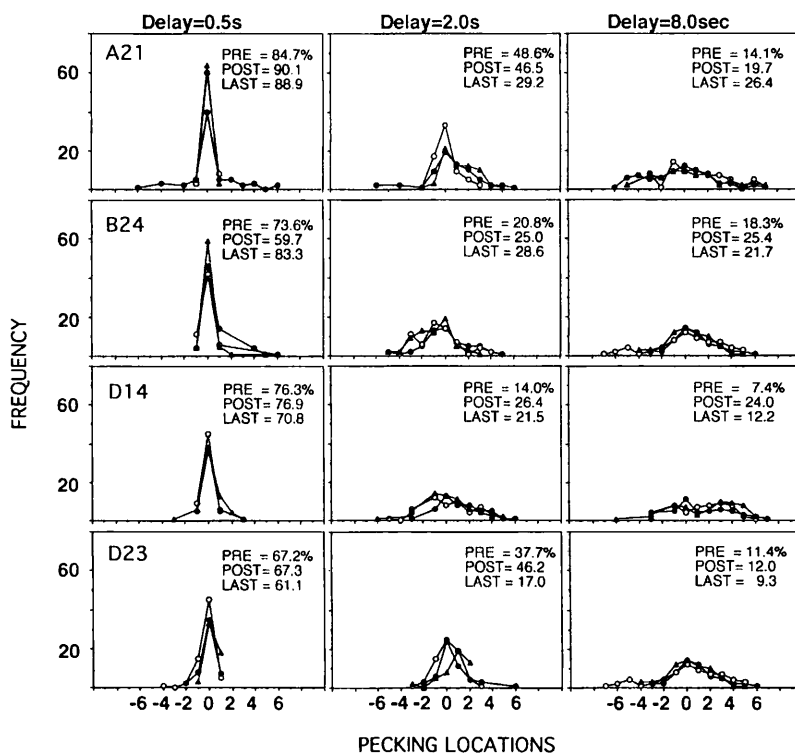 Delay=0.5s Delay=2.0s Delay=8.0sec
A21
PRE = 84.7%
POST= 90.1
LAST = 88.9
PRE = 48.6%
POST= 46.5
LAST = 29.2
PRE = 14.1%
POST= 19.7
LAST = 26.4
60
20
B24
PRE = 73.6%
POST= 59.7
LAST = 83.3
PRE = 20.8%
POST= 25.0
LAST = 28.6
PRE = 18.3%
POST= 25.4
LAST = 21.7
60
20
FREQUENCY
D14
PRE = 76.3%
POST= 76.9
LAST = 70.8
PRE = 14.0%
POST= 26.4
LAST = 21.5
PRE = 7.4%
POST= 24.0
LAST = 12.2
60
20
D23
PRE = 67.2%
POST= 67.3
LAST = 61.1
PRE = 37.7%
POST= 46.2
LAST = 17.0
PRE = 11.4%
POST= 12.0
LAST = 9.3
60
20
-6 -4 -2 0 2 4 6 -6 -4 -2 0 2 4 6 -6 -4 -2 0 2 4 6
PECKING LOCATIONS